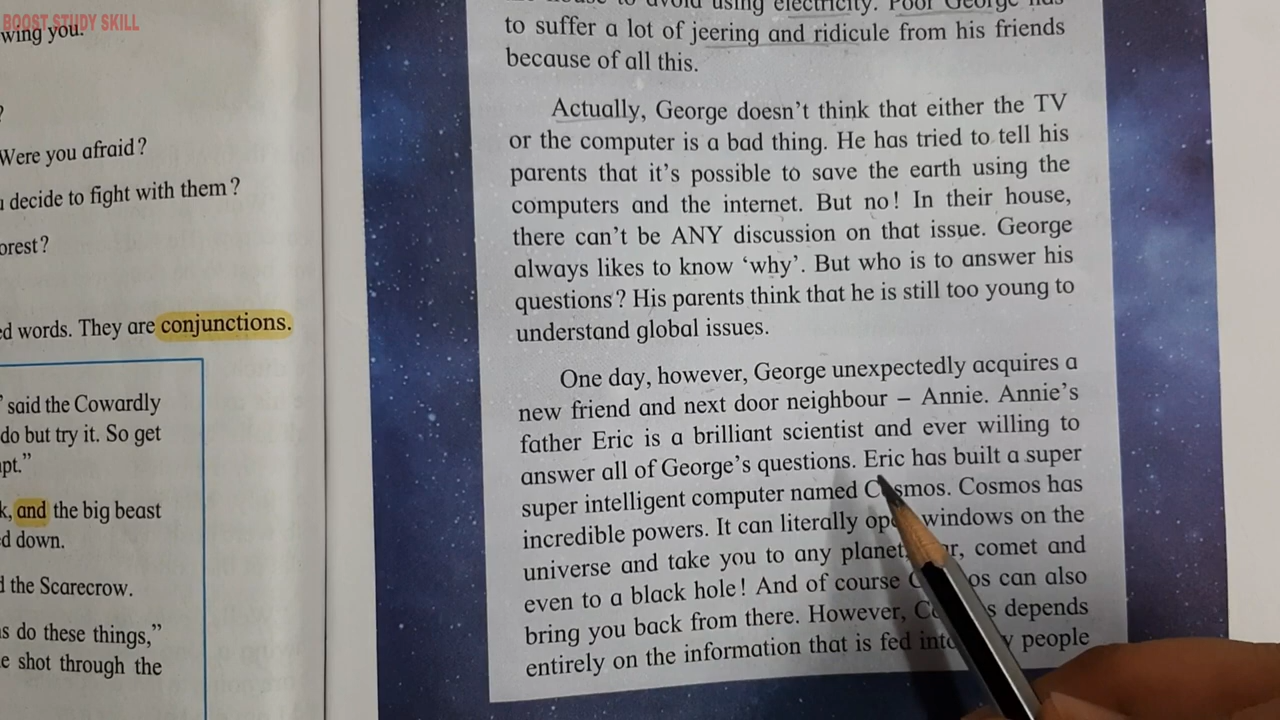 BOOST STUDY SKILL
wing you.
?
Were you afraid?
decide to fight with them?
orest?
ed words. They are conjunctions.
said the Cowardly
do but try it. So get
pt.”
k, and the big beast
ed down.
d the Scarecrow.
s do these things,”
e shot through the
to avoid using electricity. Poor George has
to suffer a lot of jeering and ridicule from his friends
because of all this.
Actually, George doesn’t think that either the TV
or the computer is a bad thing. He has tried to tell his
parents that it’s possible to save the earth using the
computers and the internet. But no! In their house,
there can’t be ANY discussion on that issue. George
always likes to know ‘why’. But who is to answer his
questions? His parents think that he is still too young to
understand global issues.
One day, however, George unexpectedly acquires a
new friend and next door neighbour – Annie. Annie’s
father Eric is a brilliant scientist and ever willing to
answer all of George’s questions. Eric has built a super
super intelligent computer named Cosmos. Cosmos has
incredible powers. It can literally open windows on the
universe and take you to any planet, comet and
even to a black hole! And of course os can also
bring you back from there. However, s depends
entirely on the information that is fed into people